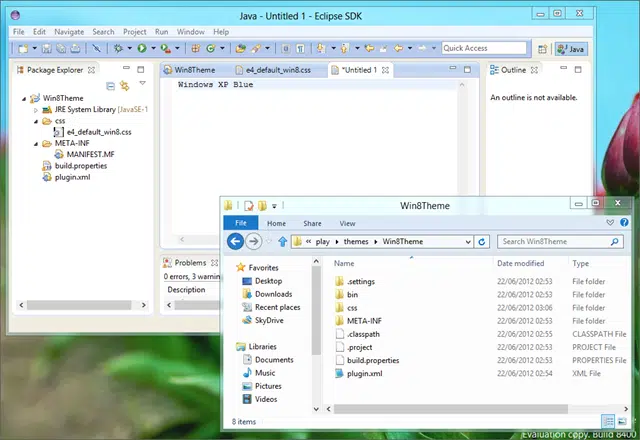 Java - Untitled 1 - Eclipse SDK
File Edit Navigate Search Project Run Window Help
Quick Access
Java
Package Explorer
Win8Theme
e4_default_win8.css
*Untitled 1
Outline
Windows XP Blue
An outline is not available.
Win8Theme
JRE System Library [JavaSE-1
css
e4_default_win8.css
META-INF
MANIFEST.MF
build.properties
plugin.xml
Problems
0 errors, 3 warnin
Description
Win8Theme
File Home Share View
« play themes Win8Theme
Search Win8Theme
Favorites
Desktop
Downloads
Recent places
SkyDrive
Libraries
Documents
Music
Pictures
Videos
Name Date modified Type
.settings 22/06/2012 02:53 File folder
bin 22/06/2012 02:53 File folder
css 22/06/2012 03:06 File folder
META-INF 22/06/2012 02:53 File folder
.classpath 22/06/2012 02:55 CLASSPATH File
.project 22/06/2012 02:53 PROJECT File
build.properties 22/06/2012 02:53 PROPERTIES File
plugin.xml 22/06/2012 02:54 XML File
8 items
Evaluation copy. Build 8400